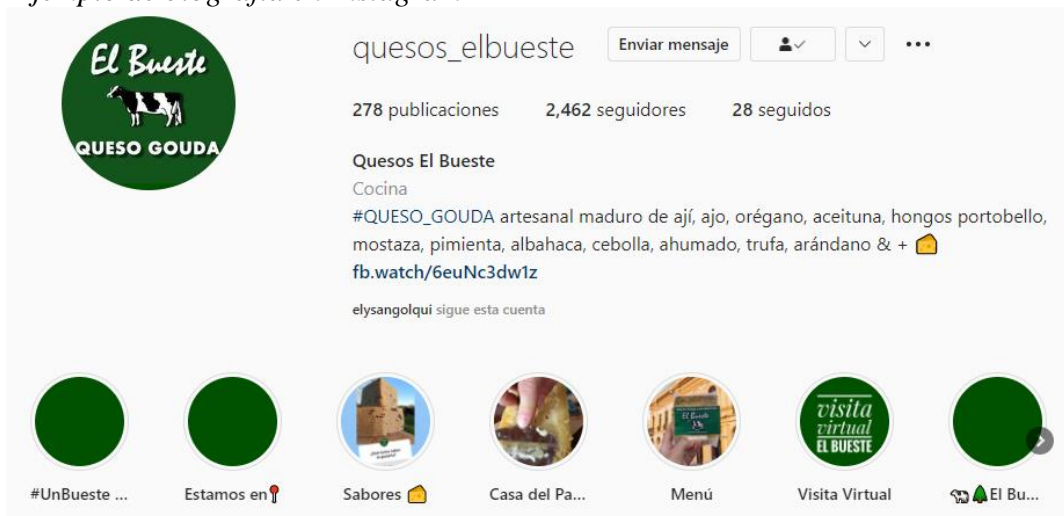 El Bueste
QUESO GOUDA
quesos_elbueste
Enviar mensaje
278 publicaciones 2,462 seguidores 28 seguidos
Quesos El Bueste
Cocina
#QUESO_GOUDA artesanal maduro de ají, ajo, orégano, aceituna, hongos portobello,
mostaza, pimienta, albahaca, cebolla, ahumado, trufa, arándano & + 🧀
fb.watch/6euNc3dw1z
elysangolqui sigue esta cuenta
El Bueste
visita
virtual
EL BUESTE
#UnBueste ... Estamos en📍 Sabores 🧀 Casa del Pa... Menú Visita Virtual 🐄🌲El Bu...